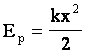 Eₚ = kx²/2